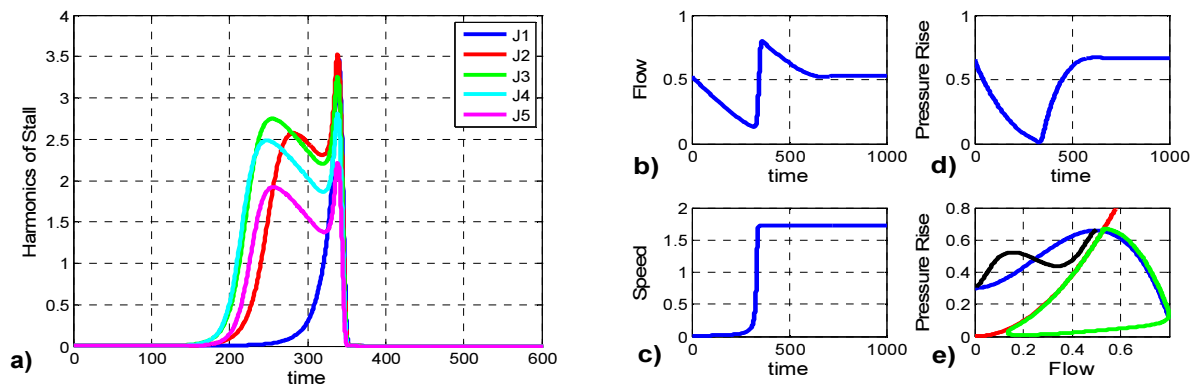 Harmonics of Stall
4
3.5
3
2.5
2
1.5
1
0.5
0
0 100 200 300 400 500 600
time
J1
J2
J3
J4
J5
a)
Flow
1
0.5
0
0 500 1000
time
b)
Pressure Rise
1
0.5
0
0 500 1000
time
d)
Speed
2
1.5
1
0.5
0
0 500 1000
time
c)
Pressure Rise
0.8
0.6
0.4
0.2
0
0 0.2 0.4 0.6
Flow
e)